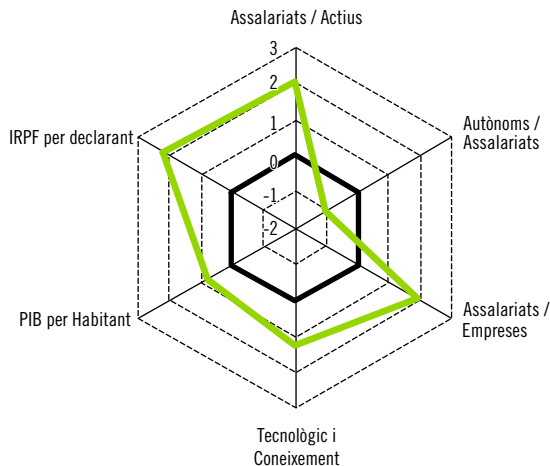 Assalariats / Actius
3
2
1
0
-1
-2
Autònoms /
Assalariats
IRPF per declarant
Assalariats /
Empreses
PIB per Habitant
Tecnològic i
Coneixement